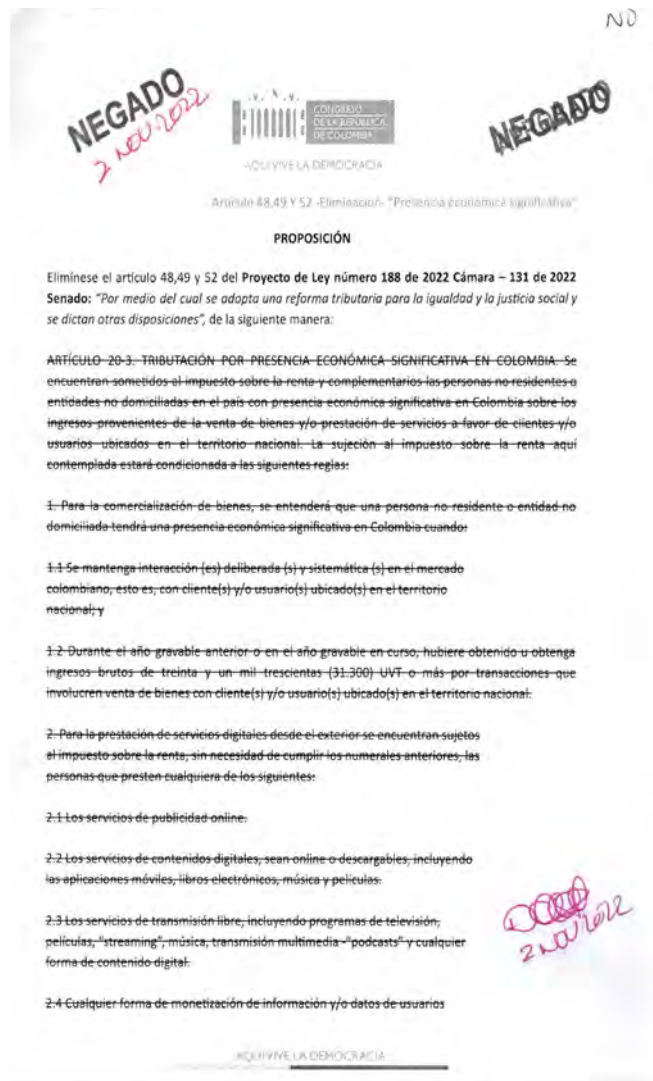 NO
NEGADO
2 NOV. 2022
CONGRESO
DE LA REPÚBLICA
DE COLOMBIA
AQUÍ VIVE LA DEMOCRACIA
NEGADO
Artículo 48,49 Y 52 -Eliminación- "Presencia económica significativa"
PROPOSICIÓN
Elimínese el artículo 48,49 y 52 del Proyecto de Ley número 188 de 2022 Cámara – 131 de 2022
Senado: "Por medio del cual se adopta una reforma tributaria para la igualdad y la justicia social y
se dictan otras disposiciones", de la siguiente manera:
ARTÍCULO 20-3. TRIBUTACIÓN POR PRESENCIA ECONÓMICA SIGNIFICATIVA EN COLOMBIA. Se
encuentran sometidos al impuesto sobre la renta y complementarios las personas no residentes o
entidades no domiciliadas en el país con presencia económica significativa en Colombia sobre los
ingresos provenientes de la venta de bienes y/o prestación de servicios a favor de clientes y/o
usuarios ubicados en el territorio nacional. La sujeción al impuesto sobre la renta aquí
contemplada estará condicionada a las siguientes reglas:
1. Para la comercialización de bienes, se entenderá que una persona no residente o entidad no
domiciliada tendrá una presencia económica significativa en Colombia cuando:
1.1 Se mantenga interacción (es) deliberada (s) y sistemática (s) en el mercado
colombiano, esto es, con cliente(s) y/o usuario(s) ubicado(s) en el territorio
nacional; y
1.2 Durante el año gravable anterior o en el año gravable en curso, hubiere obtenido u obtenga
ingresos brutos de treinta y un mil trescientas (31.300) UVT o más por transacciones que
involucren venta de bienes con cliente(s) y/o usuario(s) ubicado(s) en el territorio nacional.
2. Para la prestación de servicios digitales desde el exterior se encuentran sujetos
al impuesto sobre la renta, sin necesidad de cumplir los numerales anteriores, las
personas que presten cualquiera de los siguientes:
2.1 Los servicios de publicidad online.
2.2 Los servicios de contenidos digitales, sean online o descargables, incluyendo
las aplicaciones móviles, libros electrónicos, música y películas.
2.3 Los servicios de transmisión libre, incluyendo programas de televisión,
películas, "streaming", música, transmisión multimedia -"podcasts" y cualquier
forma de contenido digital.
2.4 Cualquier forma de monetización de información y/o datos de usuarios
2 NOV 2022
AQUÍ VIVE LA DEMOCRACIA